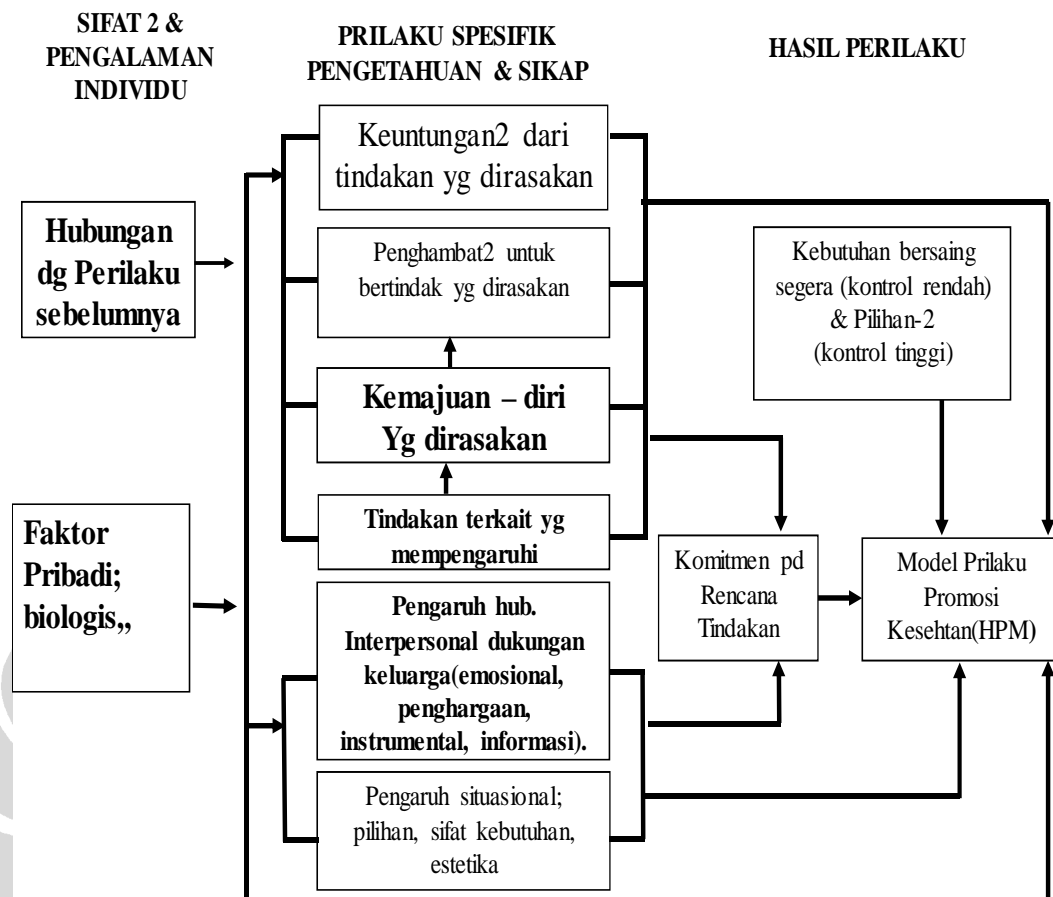 SIFAT 2 &
PENGALAMAN
INDIVIDU
PRILAKU SPESIFIK
PENGETAHUAN & SIKAP
HASIL PERILAKU
Keuntungan2 dari
tindakan yg dirasakan
Hubungan
dg Perilaku
sebelumnya
Penghambat2 untuk
bertindak yg dirasakan
Kebutuhan bersaing
segera (kontrol rendah)
& Pilihan-2
(kontrol tinggi)
Kemajuan – diri
Yg dirasakan
Faktor
Pribadi;
biologis,,
Tindakan terkait yg
mempengaruhi
Komitmen pd
Rencana
Tindakan
Model Prilaku
Promosi
Kesehtan(HPM)
Pengaruh hub.
Interpersonal dukungan
keluarga(emosional,
penghargaan,
instrumental, informasi).
Pengaruh situasional;
pilihan, sifat kebutuhan,
estetika